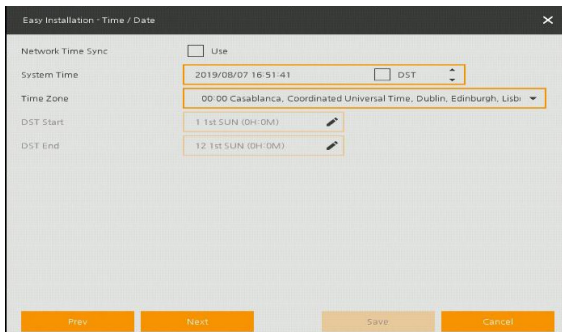 Easy Installation - Time / Date
Network Time Sync Use
System Time 2019/08/07 16:51:41 DST
Time Zone 00:00 Casablanca, Coordinated Universal Time, Dublin, Edinburgh, Lisb
DST Start 1 1st SUN (0H:0M)
DST End 12 1st SUN (0H:0M)
Prev Next Save Cancel